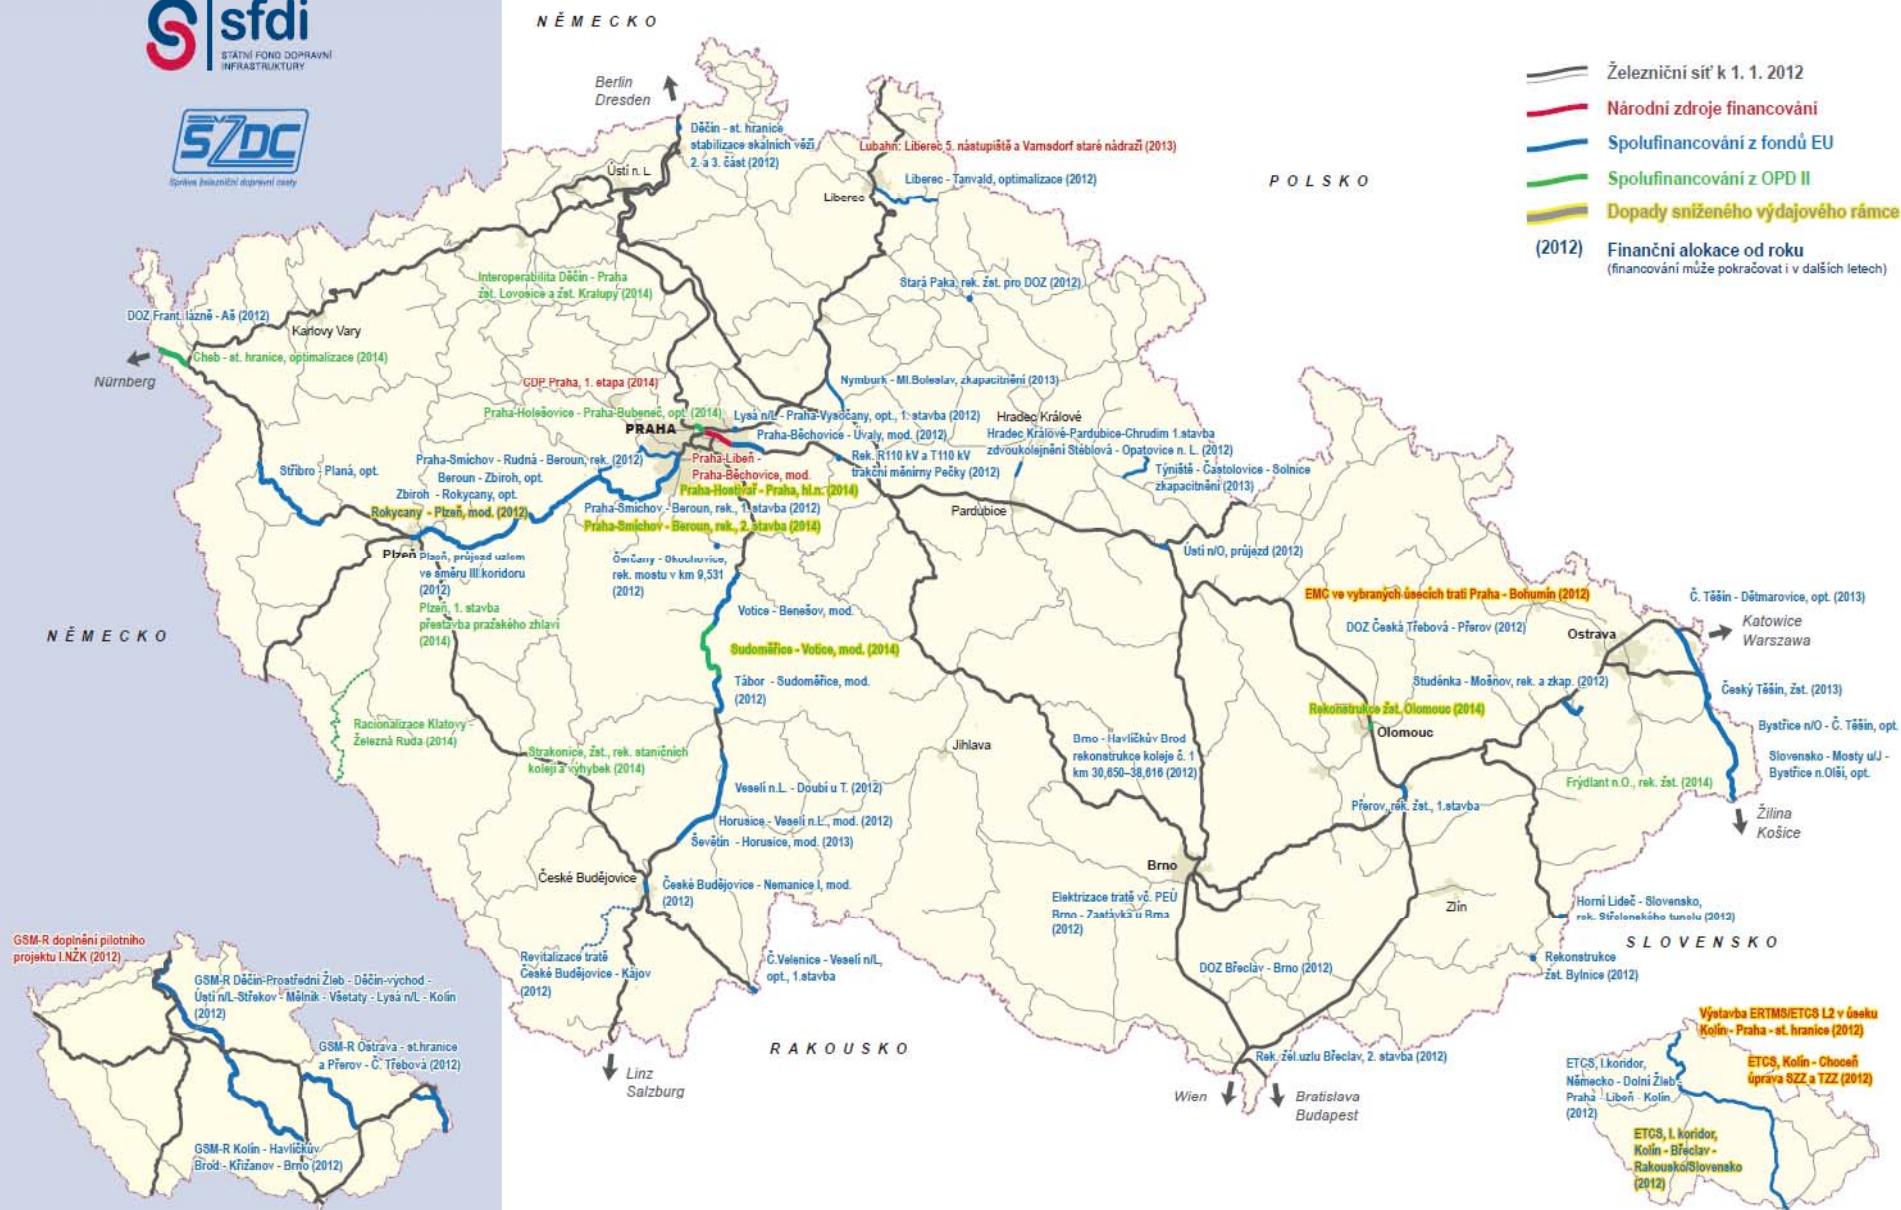 sfdi
STÁTNÍ FOND DOPRAVNÍ
INFRASTRUKTURY
SŽDC
Správa železniční dopravní cesty
NĚMECKO
Berlin
Dresden
Železniční síť k 1. 1. 2012
Národní zdroje financování
Spolufinancování z fondů EU
Spolufinancování z OPD II
Dopady sníženého výdajového rámce
(2012)
Finanční alokace od roku
(financování může pokračovat i v dalších letech)
POLSKO
Děčín - st. hranice
stabilizace skalních věží
2. a 3. část (2012)
Ústí n. L.
Lubahn: Liberec 5. nástupiště a Varnsdorf staré nádraží (2013)
Liberec - Tanvald, optimalizace (2012)
Liberec
Interoperabilita Děčín - Praha
žst. Lovosice a žst. Kralupy (2014)
Stará Paka, rek. žst. pro DOZ (2012)
DOZ Frant. lázně - Aš (2012)
Karlovy Vary
Cheb - st. hranice, optimalizace (2014)
Nürnberg
CDP Praha, 1. etapa (2014)
Nymburk - Ml.Boleslav, zkapacitnění (2013)
Praha-Holešovice - Praha-Bubeneč, opt. (2014)
Lysá n/L - Praha-Vysočany, opt., 1. stavba (2012)
Hradec Králové
PRAHA
Praha-Běchovice - Úvaly, mod. (2012)
Hradec Králové-Pardubice-Chrudim 1.stavba
zdvoukolejnění Stéblová - Opatovice n. L. (2012)
Praha-Smíchov - Rudná - Beroun, rek. (2012)
Praha-Libeň -
Praha-Běchovice, mod.
Rek. R110 kV a T110 kV
trakční měnírny Pečky (2012)
Týniště - Častolovice - Solnice
zkapacitnění (2013)
Stříbro - Planá, opt.
Beroun - Zbiroh, opt.
Zbiroh - Rokycany, opt.
Rokycany - Plzeň, mod. (2012)
Praha-Hostivař - Praha, hl.n. (2014)
Praha-Smíchov - Beroun, rek., 1. stavba (2012)
Praha-Smíchov - Beroun, rek., 2. stavba (2014)
Pardubice
Plzeň
Plzeň, průjezd uzlem
ve směru III.koridoru
(2012)
Plzeň, 1. stavba
přestavba pražského zhlaví
(2014)
Čerčany - Skochovice,
rek. mostu v km 9,531
(2012)
Ústí n/O, průjezd (2012)
Votice - Benešov, mod.
EMC ve vybraných úsecích trati Praha - Bohumín (2012)
Č. Těšín - Dětmarovice, opt. (2013)
DOZ Česká Třebová - Přerov (2012)
Ostrava
Katowice
Warszawa
NĚMECKO
Sudoměřice - Votice, mod. (2014)
Tábor - Sudoměřice, mod.
(2012)
Studénka - Mošnov, rek. a zkap. (2012)
Český Těšín, žst. (2013)
Rekonstrukce žst. Olomouc (2014)
Olomouc
Bystřice n/O - Č. Těšín, opt.
Slovensko - Mosty u/J -
Bystřice n.Olší, opt.
Racionalizace Klatovy -
Železná Ruda (2014)
Strakonice, žst., rek. staničních
kolejí a výhybek (2014)
Jihlava
Brno - Havlíčkův Brod
rekonstrukce koleje č. 1
km 30,650–38,616 (2012)
Frýdlant n.O., rek. žst. (2014)
Veselí n.L. - Doubí u T. (2012)
Přerov, rek. žst., 1.stavba
Žilina
Košice
Horusice - Veselí n.L., mod. (2012)
Ševětín - Horusice, mod. (2013)
České Budějovice
České Budějovice - Nemanice I, mod.
(2012)
Brno
Elektrizace tratě vč. PEÚ
Brno - Zastávka u Brna
(2012)
Zlín
Horní Lideč - Slovensko,
rek. Střelenského tunelu (2012)
SLOVENSKO
Revitalizace tratě
České Budějovice - Kájov
(2012)
Č.Velenice - Veselí n/L,
opt., 1.stavba
DOZ Břeclav - Brno (2012)
Rekonstrukce
žst. Bylnice (2012)
RAKOUSKO
Rek. žel.uzlu Břeclav, 2. stavba (2012)
Linz
Salzburg
Wien
Bratislava
Budapest
GSM-R doplnění pilotního
projektu I.NŽK (2012)
GSM-R Děčín-Prostřední Žleb - Děčín-východ -
Ústí n/L-Střekov - Mělník - Všetaty - Lysá n/L - Kolín
(2012)
GSM-R Ostrava - st.hranice
a Přerov - Č. Třebová (2012)
GSM-R Kolín - Havlíčkův
Brod - Křižanov - Brno (2012)
Výstavba ERTMS/ETCS L2 v úseku
Kolín - Praha - st. hranice (2012)
ETCS, I.koridor,
Německo - Dolní Žleb -
Praha - Libeň - Kolín
(2012)
ETCS, Kolín - Choceň
úprava SZZ a TZZ (2012)
ETCS, I. koridor,
Kolín - Břeclav -
Rakousko/Slovensko
(2012)